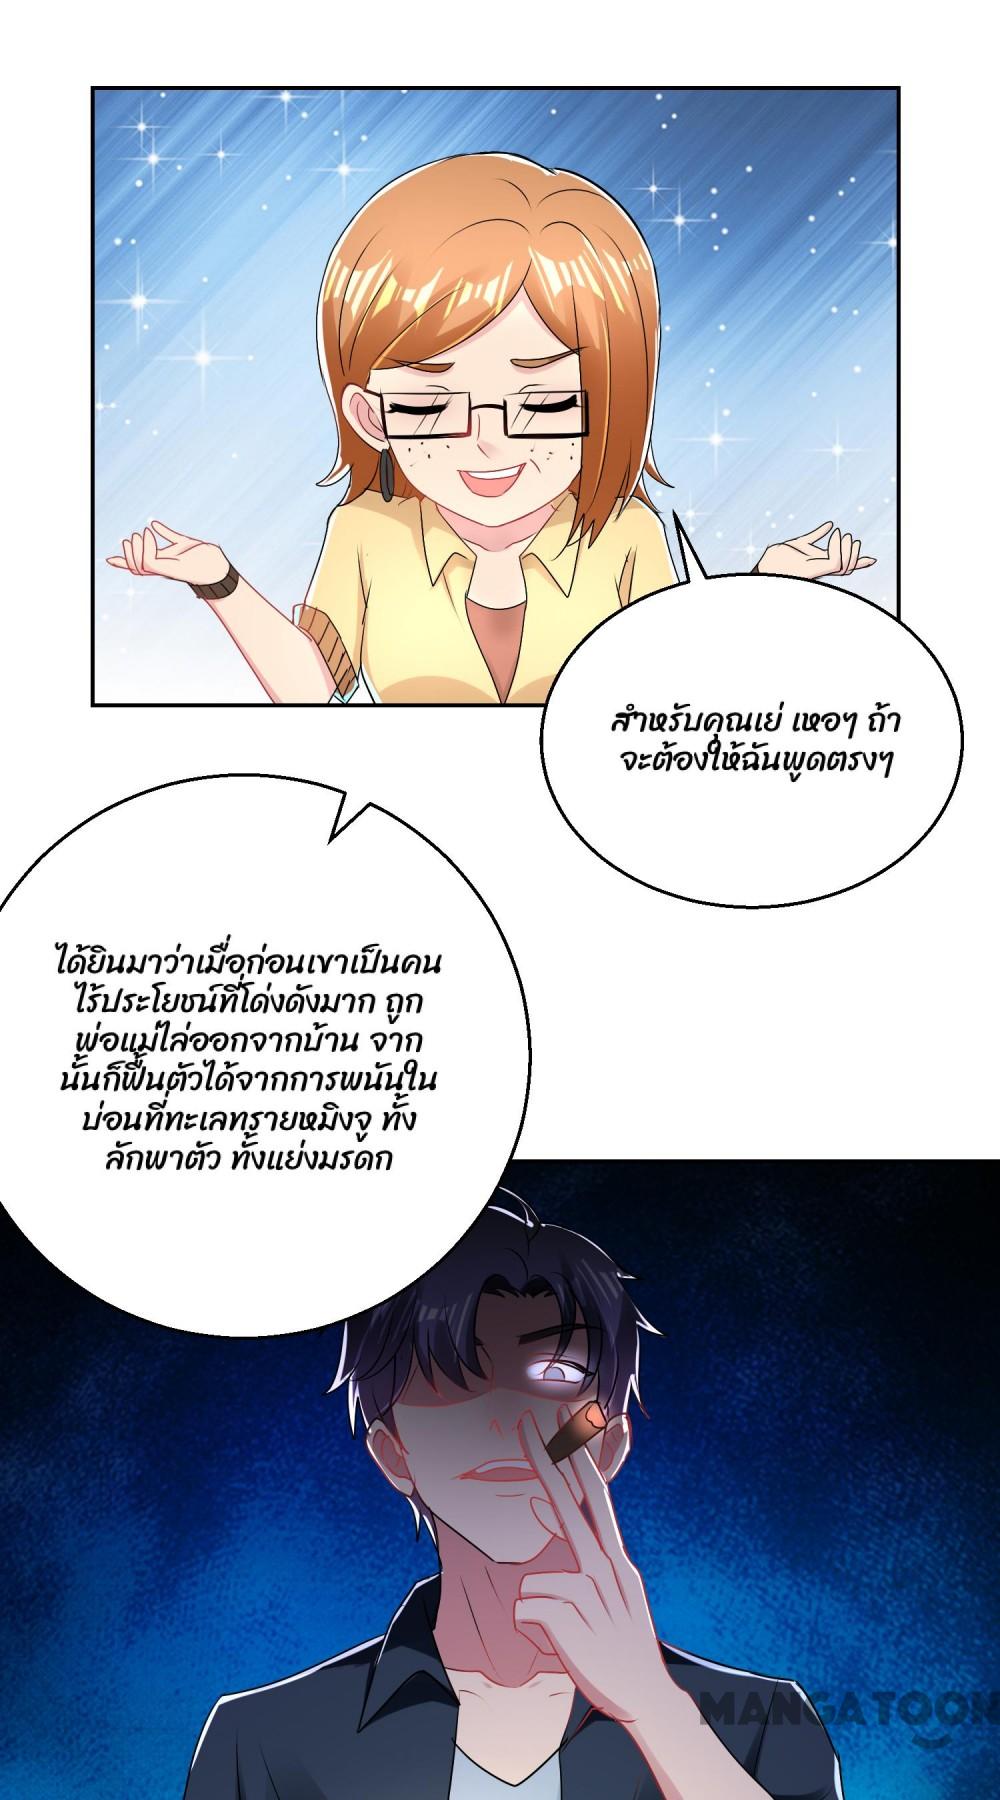 สำหรับคุณเย่ เหอๆ ถ้า
จะต้องให้ฉันพูดตรงๆ
ได้ยินมาว่าเมื่อก่อนเขาเป็นคน
ไร้ประโยชน์ที่โด่งดังมาก ถูก
พ่อแม่ไล่ออกจากบ้าน จาก
นั้นก็ฟื้นตัวได้จากการพนันใน
บ่อนที่ทะเลทรายหมิงจู ทั้ง
ลักพาตัว ทั้งแย่งมรดก
MANGATOON